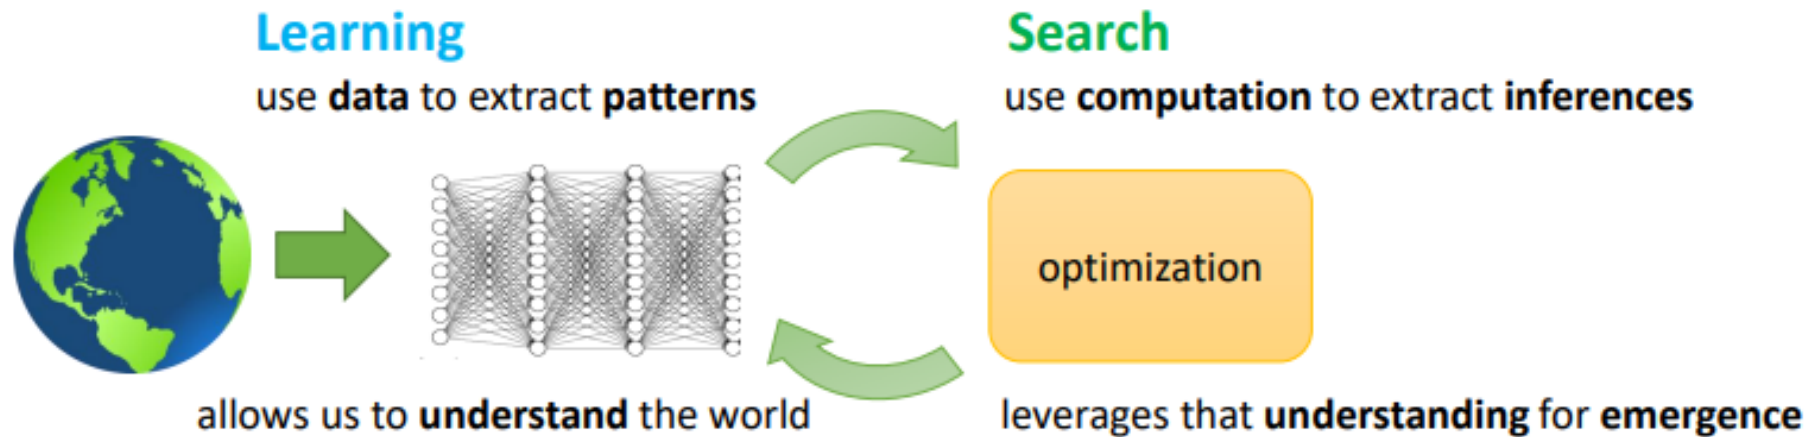 Learning
use data to extract patterns
allows us to understand the world
Search
use computation to extract inferences
optimization
leverages that understanding for emergence